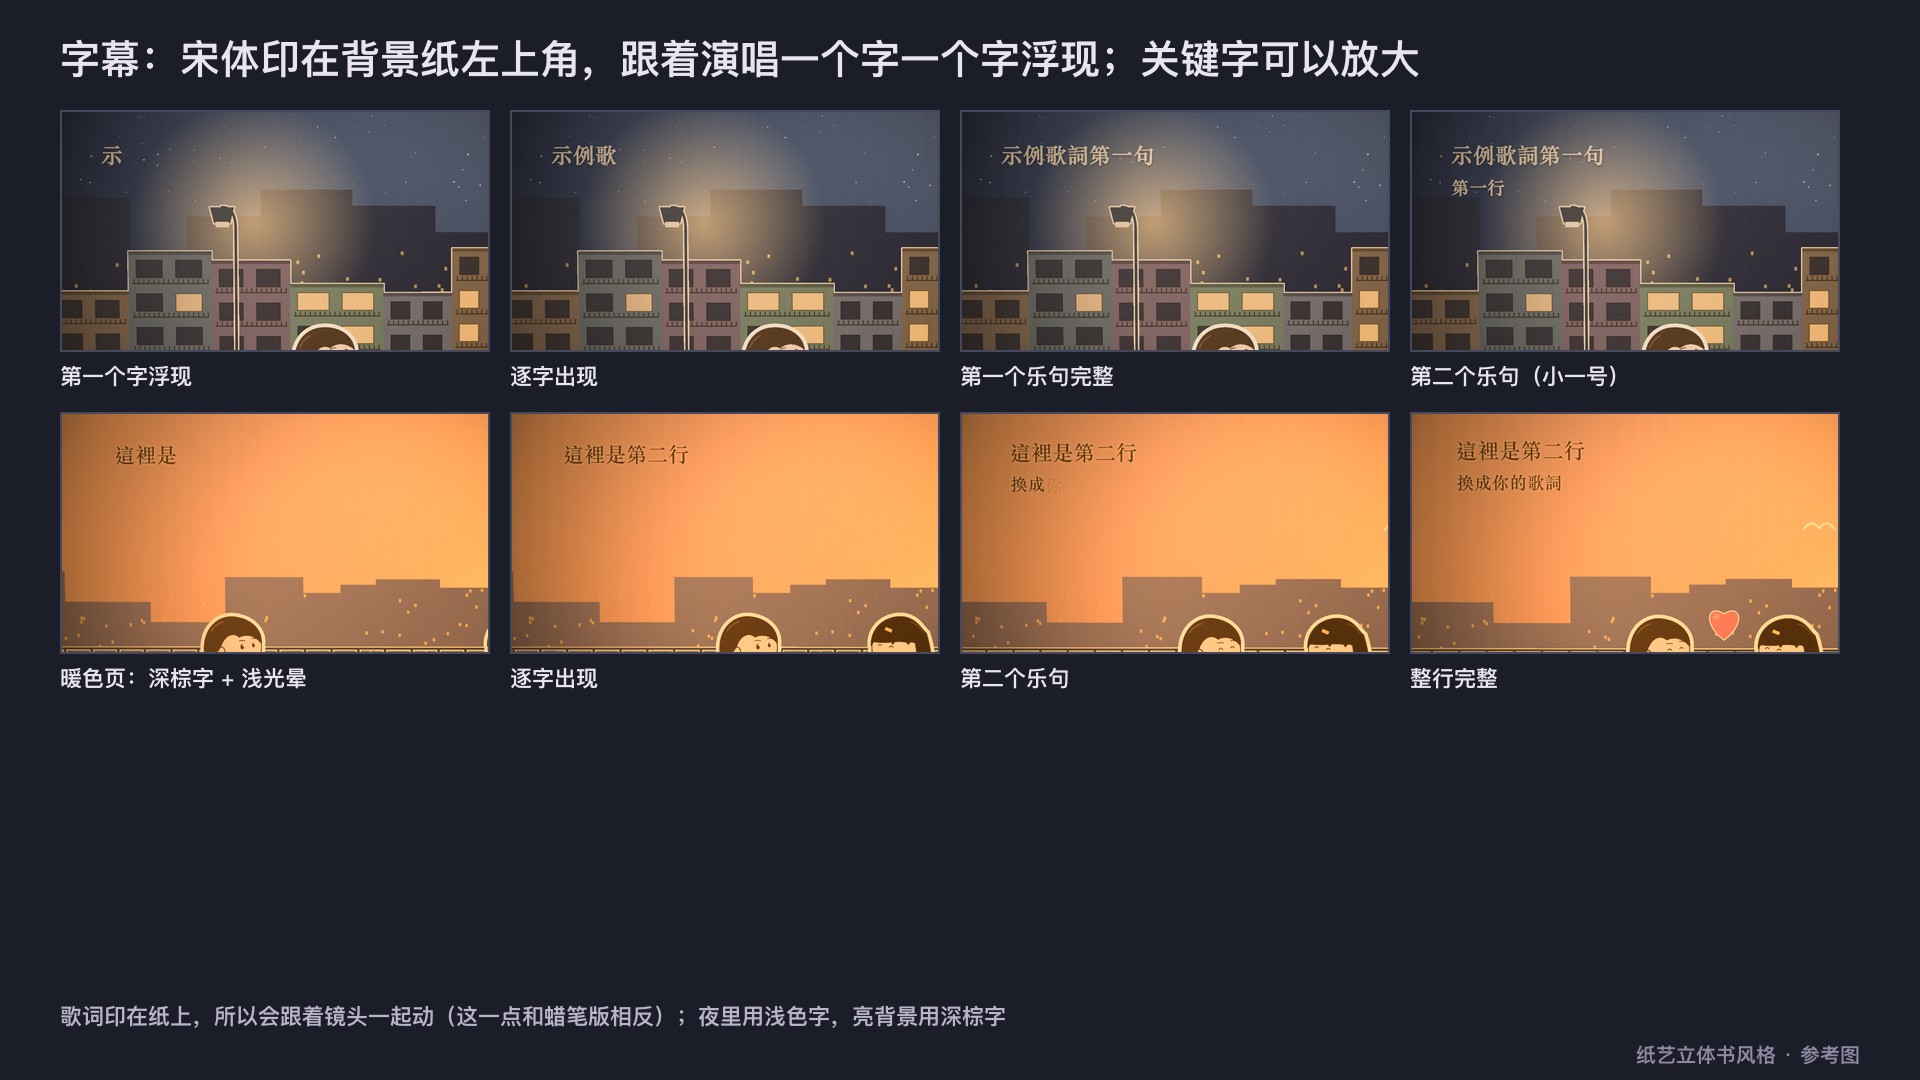 字幕：宋体印在背景纸左上角，跟着演唱一个字一个字浮现；关键字可以放大
示
示例歌
示例歌詞第一句
示例歌詞第一句
第一行
第一个字浮现
逐字出现
第一个乐句完整
第二个乐句（小一号）
這裡是
這裡是第二行
這裡是第二行
換成你
這裡是第二行
換成你的歌詞
暖色页：深棕字 + 浅光晕
逐字出现
第二个乐句
整行完整
歌词印在纸上，所以会跟着镜头一起动（这一点和蜡笔版相反）；夜里用浅色字，亮背景用深棕字
纸艺立体书风格 · 参考图